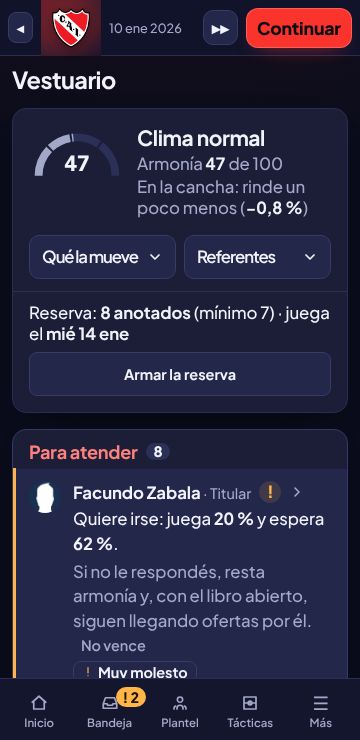 ◀
CAI
10 ene 2026
▶▶
Continuar
Vestuario
47
Clima normal
Armonía 47 de 100
En la cancha: rinde un
poco menos (−0,8 %)
Qué la mueve
Referentes
Reserva: 8 anotados (mínimo 7) · juega
el mié 14 ene
Armar la reserva
Para atender 8
Facundo Zabala · Titular !
Quiere irse: juega 20 % y espera
62 %.
Si no le respondés, resta
armonía y, con el libro abierto,
siguen llegando ofertas por él.
No vence
! Muy molesto
! 2
Inicio
Bandeja
Plantel
Tácticas
Más